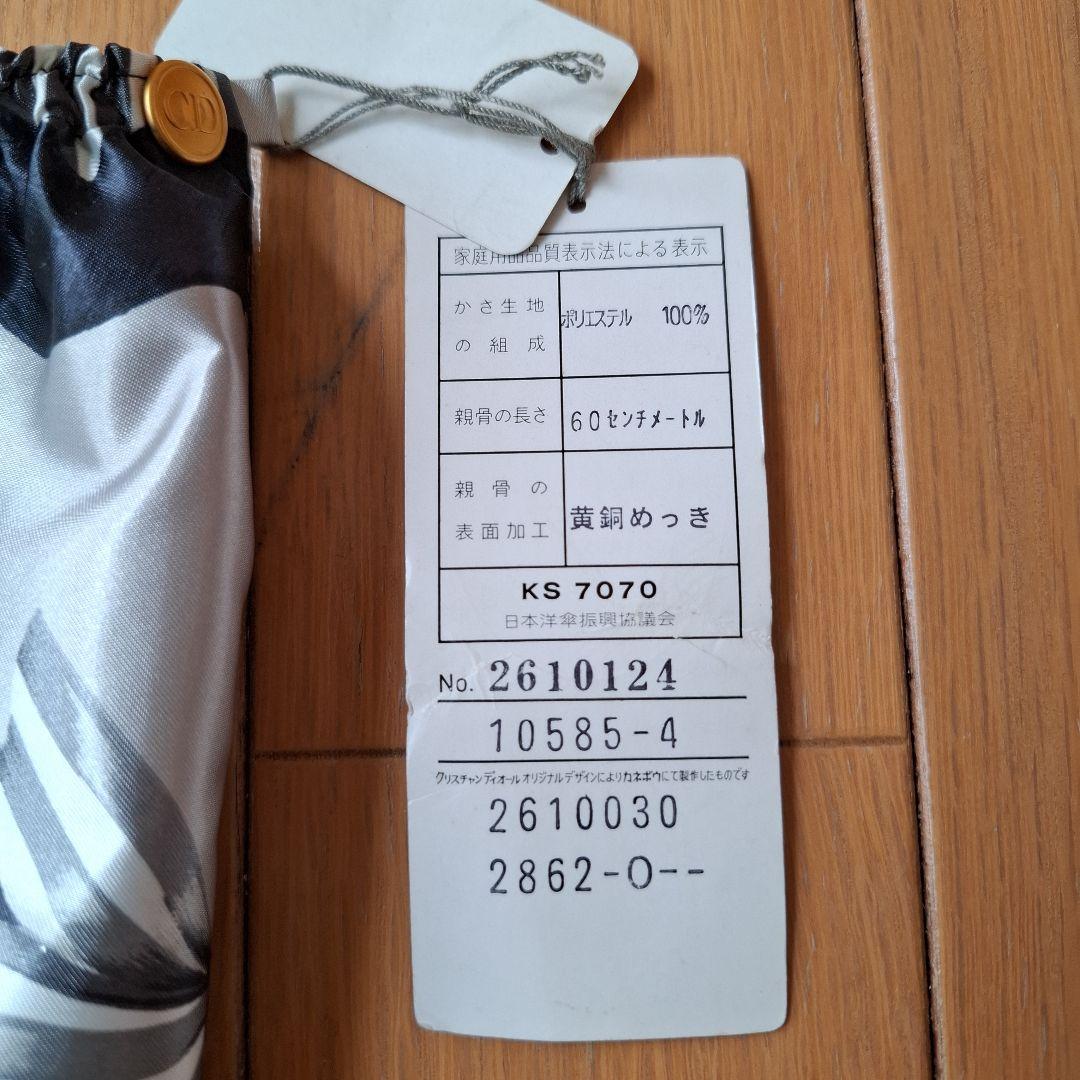 CD
家庭用品品質表示法による表示
かさ生地
の組成
ポリエステル 100%
親骨の長さ
60センチメートル
親骨の
表面加工
黄銅めっき
KS 7070
日本洋傘振興協議会
No. 2610124
10585-4
クリスチャンディオールオリジナルデザインによりカネボウにて製作したものです
2610030
2862-0--